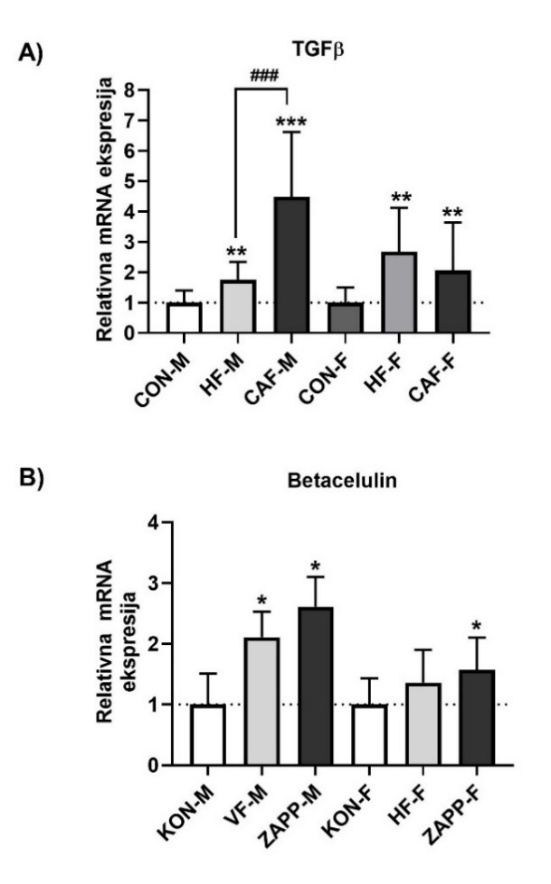 A)
TGFβ
Relativna mRNA ekspresija
8
7
6
5
4
3
2
1
0
###
**
***
**
**
CON-M
HF-M
CAF-M
CON-F
HF-F
CAF-F
B)
Betacelulin
Relativna mRNA
ekspresija
4
3
2
1
0
*
*
*
KON-M
VF-M
ZAPP-M
KON-F
HF-F
ZAPP-F